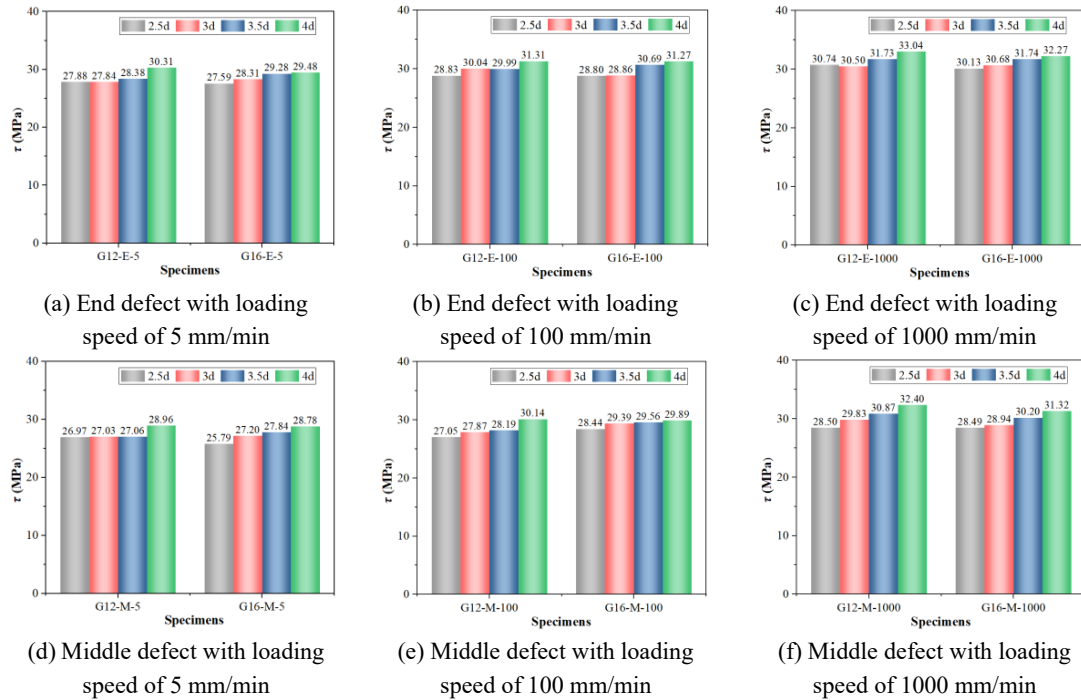 40
2.5d 3d 3.5d 4d
30
27.88 27.84 28.38 30.31 27.59 28.31 29.28 29.48
20
τ (MPa)
10
0
G12-E-5 G16-E-5
Specimens
(a) End defect with loading
speed of 5 mm/min
40
2.5d 3d 3.5d 4d
30
28.83 30.04 29.99 31.31 28.80 28.86 30.69 31.27
20
τ (MPa)
10
0
G12-E-100 G16-E-100
Specimens
(b) End defect with loading
speed of 100 mm/min
40
2.5d 3d 3.5d 4d
30
30.74 30.50 31.73 33.04 30.13 30.68 31.74 32.27
20
τ (MPa)
10
0
G12-E-1000 G16-E-1000
Specimens
(c) End defect with loading
speed of 1000 mm/min
40
2.5d 3d 3.5d 4d
30
26.97 27.03 27.06 28.96 25.79 27.20 27.84 28.78
20
τ (MPa)
10
0
G12-M-5 G16-M-5
Specimens
(d) Middle defect with loading
speed of 5 mm/min
40
2.5d 3d 3.5d 4d
30
27.05 27.87 28.19 30.14 28.44 29.39 29.56 29.89
20
τ (MPa)
10
0
G12-M-100 G16-M-100
Specimens
(e) Middle defect with loading
speed of 100 mm/min
40
2.5d 3d 3.5d 4d
30
28.50 29.83 30.87 32.40 28.49 28.94 30.20 31.32
20
τ (MPa)
10
0
G12-M-1000 G16-M-1000
Specimens
(f) Middle defect with loading
speed of 1000 mm/min